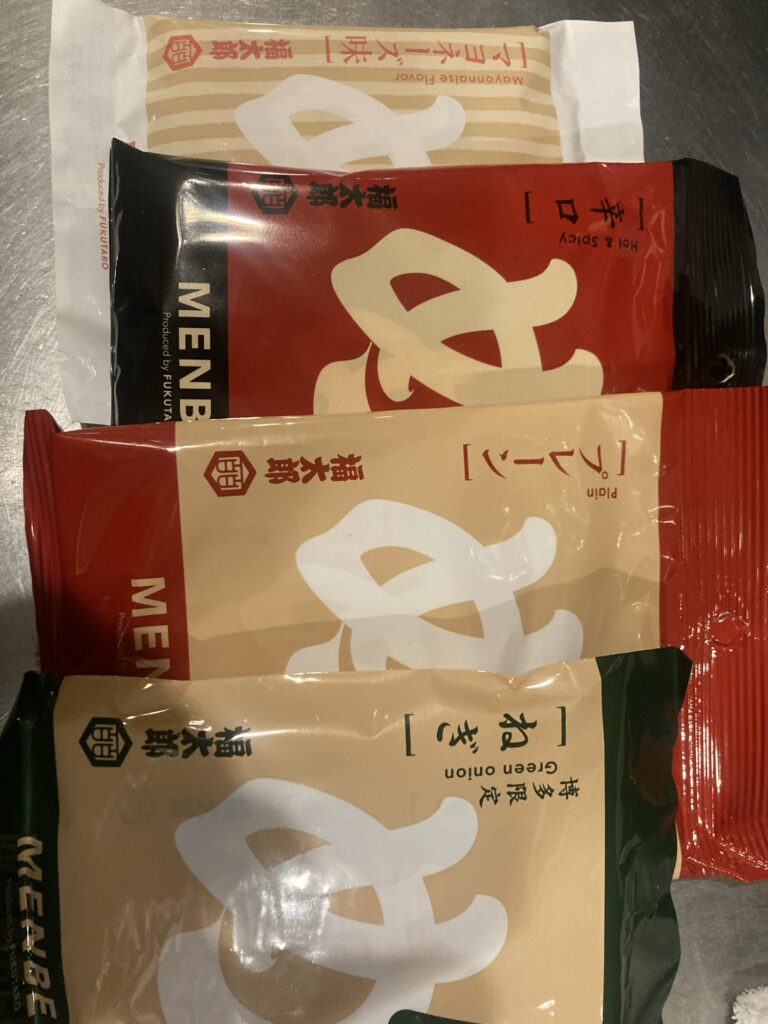 [マヨネーズ味]
Mayonnaise Flavor
福太郎
Produced by FUKUTARO
[辛口]
Hot & Spicy
福太郎
MENB
Produced by FUKUTA
[プレーン]
Plain
福太郎
MEN
Produ
[ねぎ]
Green onion
博多限定
福太郎
MENBE